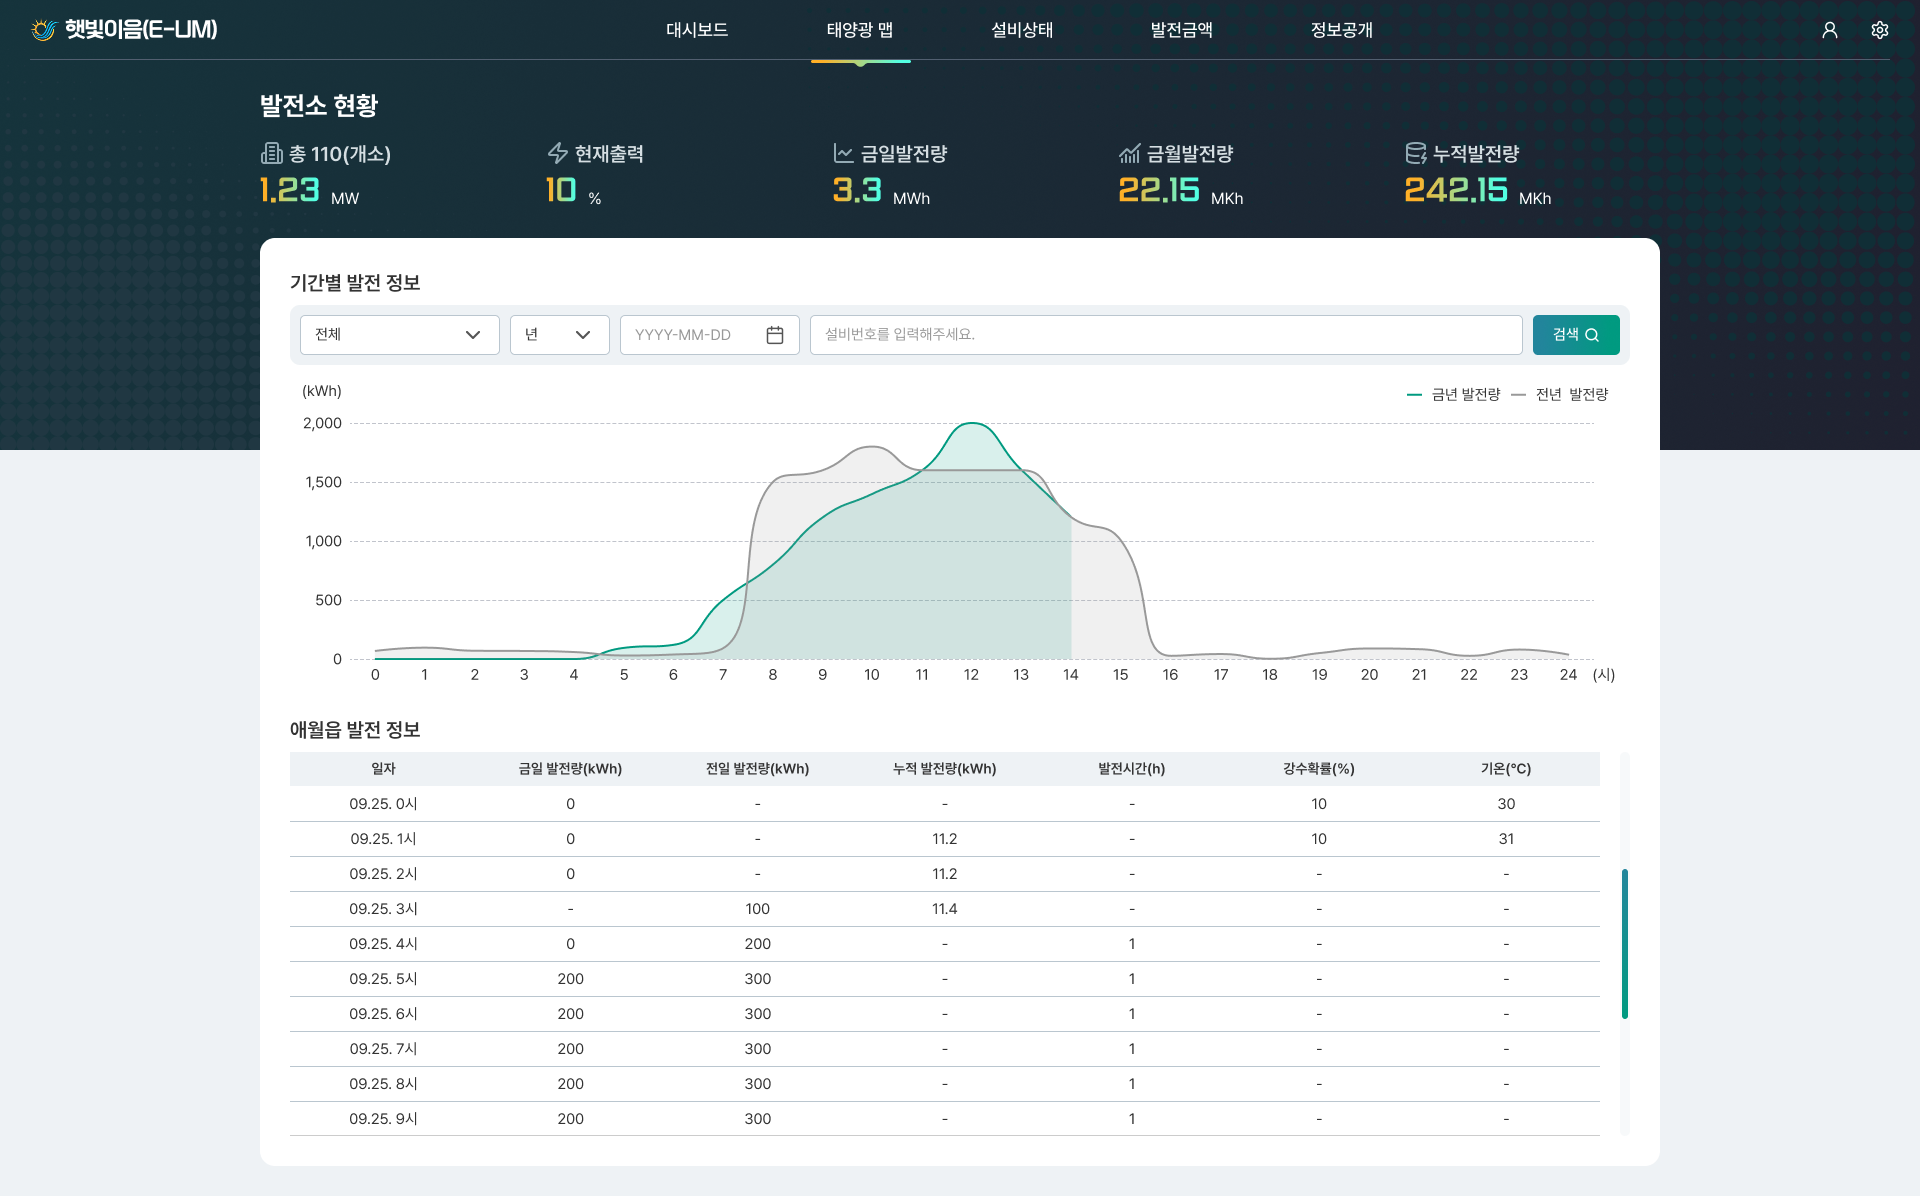 햇빛이음(E-UM)
대시보드 태양광 맵 설비상태 발전금액 정보공개
발전소 현황
총 110(개소) 현재출력 금일발전량 금월발전량 누적발전량
1.23 MW 10 % 3.3 MWh 22.15 MKh 242.15 MKh
기간별 발전 정보
전체 년 YYYY-MM-DD 설비번호를 입력해주세요. 검색
(kWh)
금년 발전량 전년 발전량
2,000
1,500
1,000
500
0
0 1 2 3 4 5 6 7 8 9 10 11 12 13 14 15 16 17 18 19 20 21 22 23 24 (시)
애월읍 발전 정보
일자 금일 발전량(kWh) 전일 발전량(kWh) 누적 발전량(kWh) 발전시간(h) 강수확률(%) 기온(℃)
09.25. 0시 0 - - - 10 30
09.25. 1시 0 - 11.2 - 10 31
09.25. 2시 0 - 11.2 - - -
09.25. 3시 - 100 11.4 - - -
09.25. 4시 0 200 - 1 - -
09.25. 5시 200 300 - 1 - -
09.25. 6시 200 300 - 1 - -
09.25. 7시 200 300 - 1 - -
09.25. 8시 200 300 - 1 - -
09.25. 9시 200 300 - 1 - -